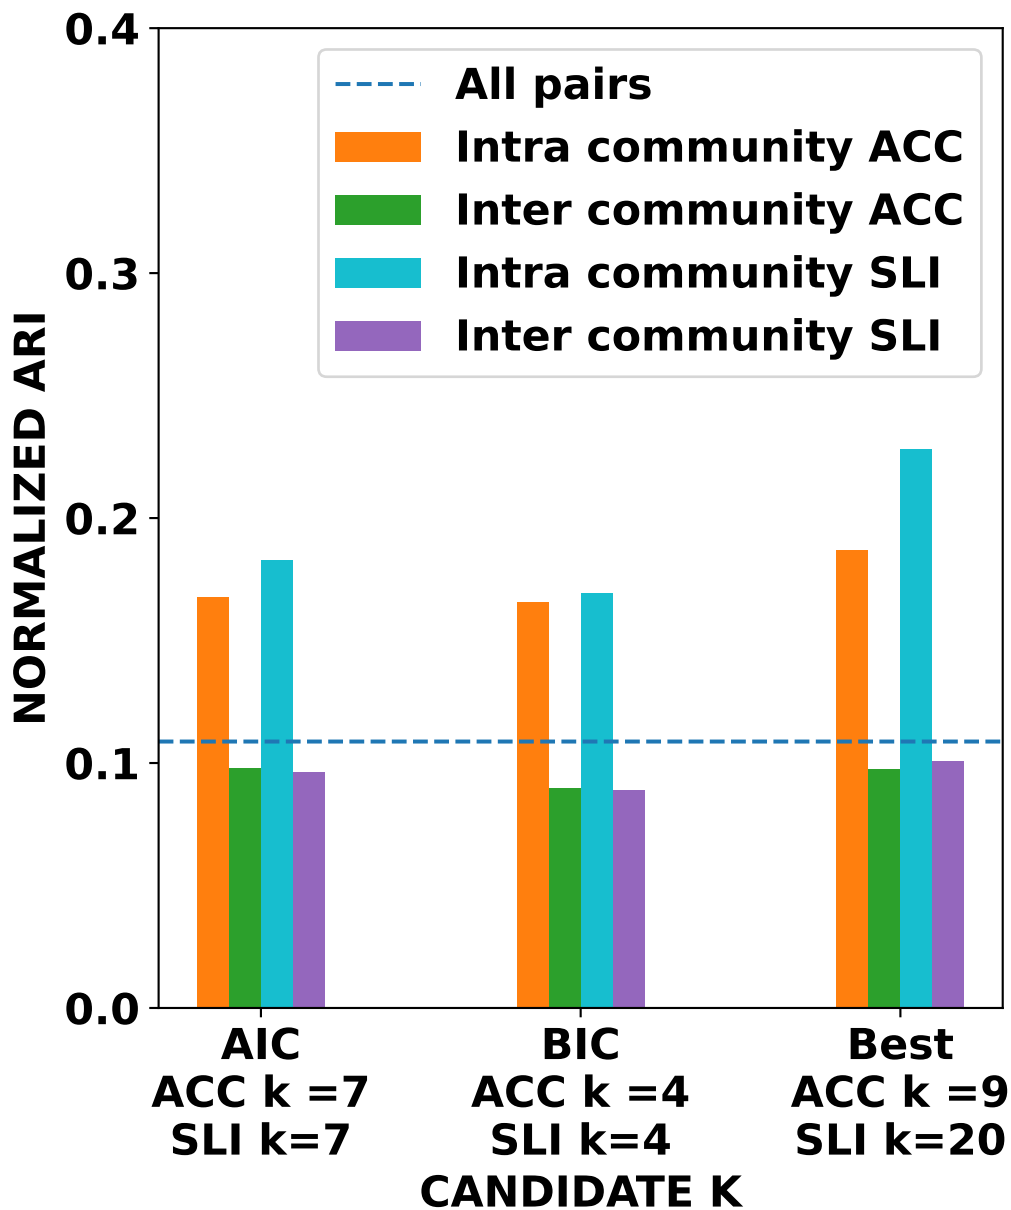 0.4
0.3
0.2
0.1
0.0
NORMALIZED ARI
All pairs
Intra community ACC
Inter community ACC
Intra community SLI
Inter community SLI
AIC
ACC k =7
SLI k=7
BIC
ACC k =4
SLI k=4
Best
ACC k =9
SLI k=20
CANDIDATE K